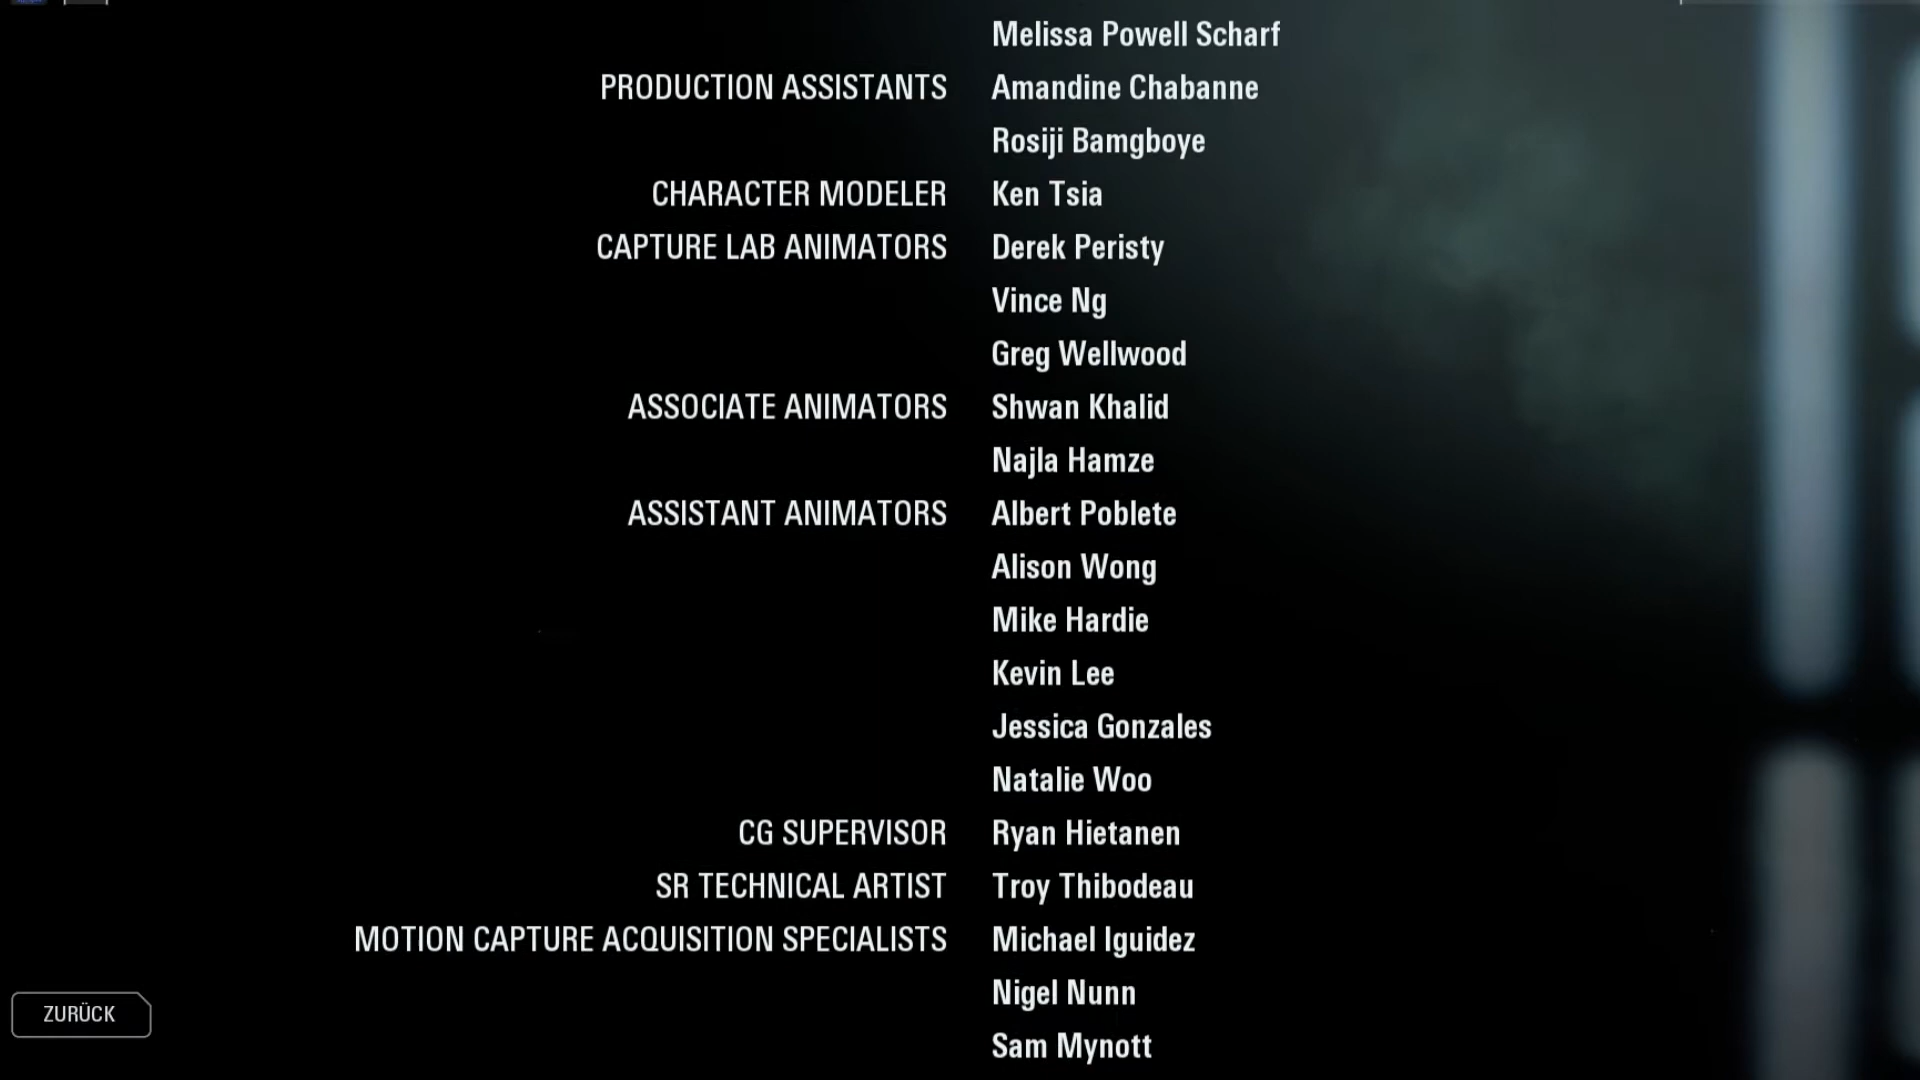 Melissa Powell Scharf
PRODUCTION ASSISTANTS Amandine Chabanne
Rosiji Bamgboye
CHARACTER MODELER Ken Tsia
CAPTURE LAB ANIMATORS Derek Peristy
Vince Ng
Greg Wellwood
ASSOCIATE ANIMATORS Shwan Khalid
Najla Hamze
ASSISTANT ANIMATORS Albert Poblete
Alison Wong
Mike Hardie
Kevin Lee
Jessica Gonzales
Natalie Woo
CG SUPERVISOR Ryan Hietanen
SR TECHNICAL ARTIST Troy Thibodeau
MOTION CAPTURE ACQUISITION SPECIALISTS Michael Iguidez
Nigel Nunn
ZURÜCK
Sam Mynott